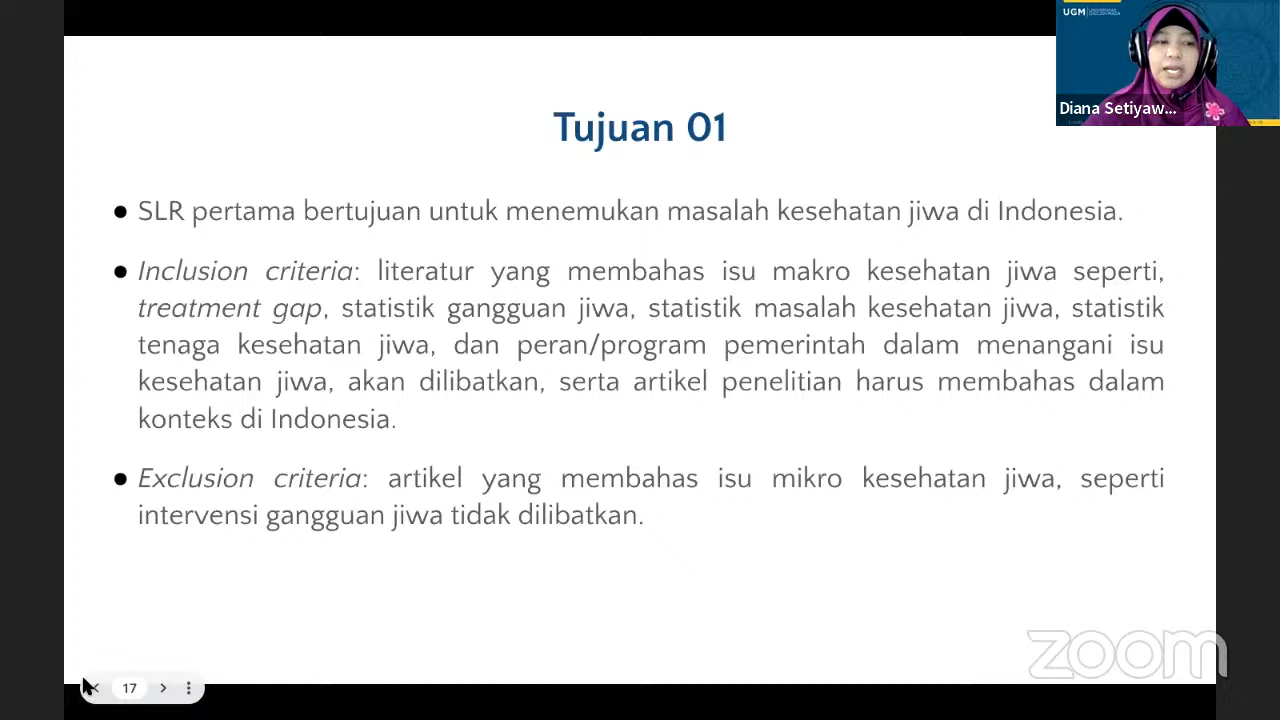 UGM
Diana Setiyaw...
Tujuan 01
● SLR pertama bertujuan untuk menemukan masalah kesehatan jiwa di Indonesia.
● Inclusion criteria: literatur yang membahas isu makro kesehatan jiwa seperti,
treatment gap, statistik gangguan jiwa, statistik masalah kesehatan jiwa, statistik
tenaga kesehatan jiwa, dan peran/program pemerintah dalam menangani isu
kesehatan jiwa, akan dilibatkan, serta artikel penelitian harus membahas dalam
konteks di Indonesia.
● Exclusion criteria: artikel yang membahas isu mikro kesehatan jiwa, seperti
intervensi gangguan jiwa tidak dilibatkan.
zoom
17